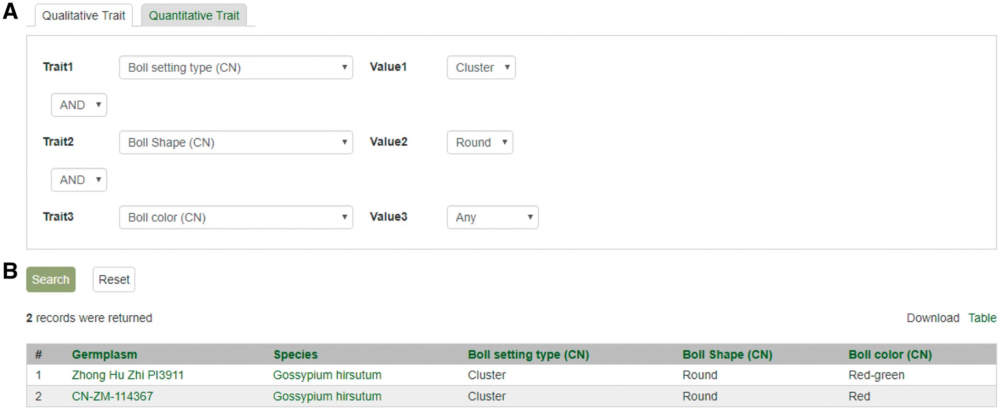 A
Qualitative Trait Quantitative Trait
Trait1 Boll setting type (CN) Value1 Cluster
AND
Trait2 Boll Shape (CN) Value2 Round
AND
Trait3 Boll color (CN) Value3 Any
B
Search Reset
2 records were returned Download Table
# Germplasm Species Boll setting type (CN) Boll Shape (CN) Boll color (CN)
1 Zhong Hu Zhi PI3911 Gossypium hirsutum Cluster Round Red-green
2 CN-ZM-114367 Gossypium hirsutum Cluster Round Red